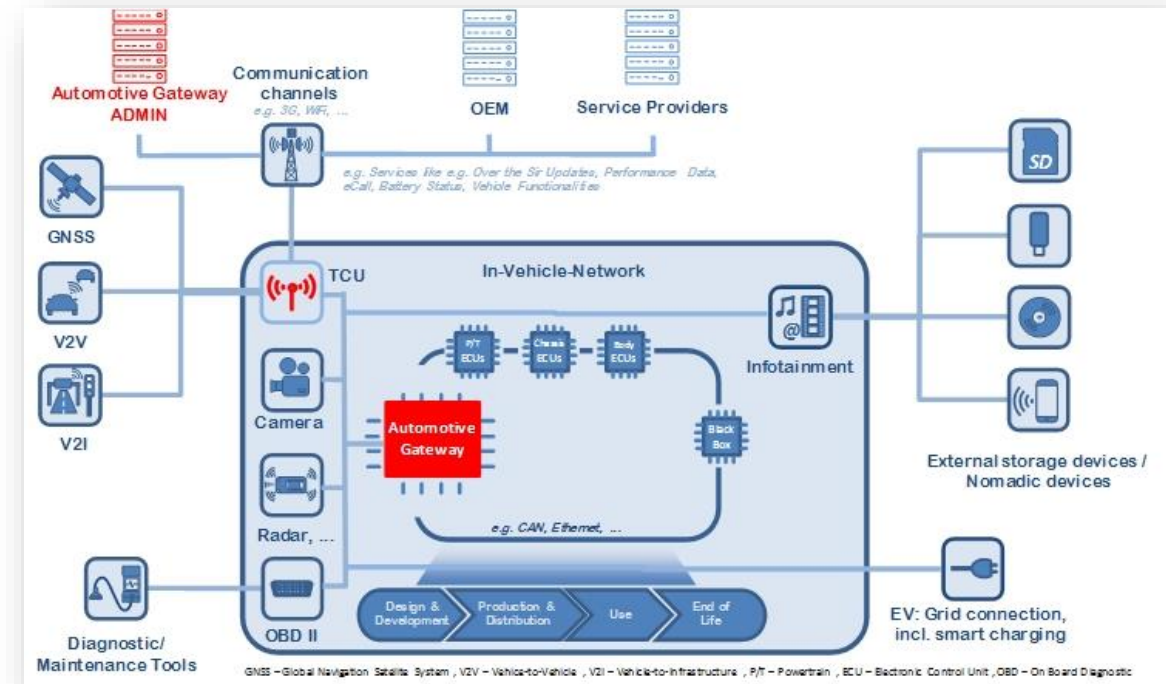 Automotive Gateway
ADMIN
Communication
channels
e.g. 3G, WiFi, ...
OEM
Service Providers
e.g. Services like e.g. Over the Sir Updates, Performance Data,
eCall, Battery Status, Vehicle Functionalities
GNSS
V2V
V2I
TCU
In-Vehicle-Network
P/T
ECUs
Chassis
ECUs
Body
ECUs
Infotainment
Camera
Automotive
Gateway
Black
Box
Radar, ...
e.g. CAN, Ethernet, ...
OBD II
Design &
Development
Production &
Distribution
Use
End of
Life
Diagnostic/
Maintenance Tools
SD
External storage devices /
Nomadic devices
EV: Grid connection,
incl. smart charging
GNSS – Global Navigation Satelite System , V2V – Vehice-to-Vehicle , V2I – Vehicle-to-Infrastructure , P/T – Powertrain , ECU – Electronic Control Unit , OBD – On Board Diagnostic